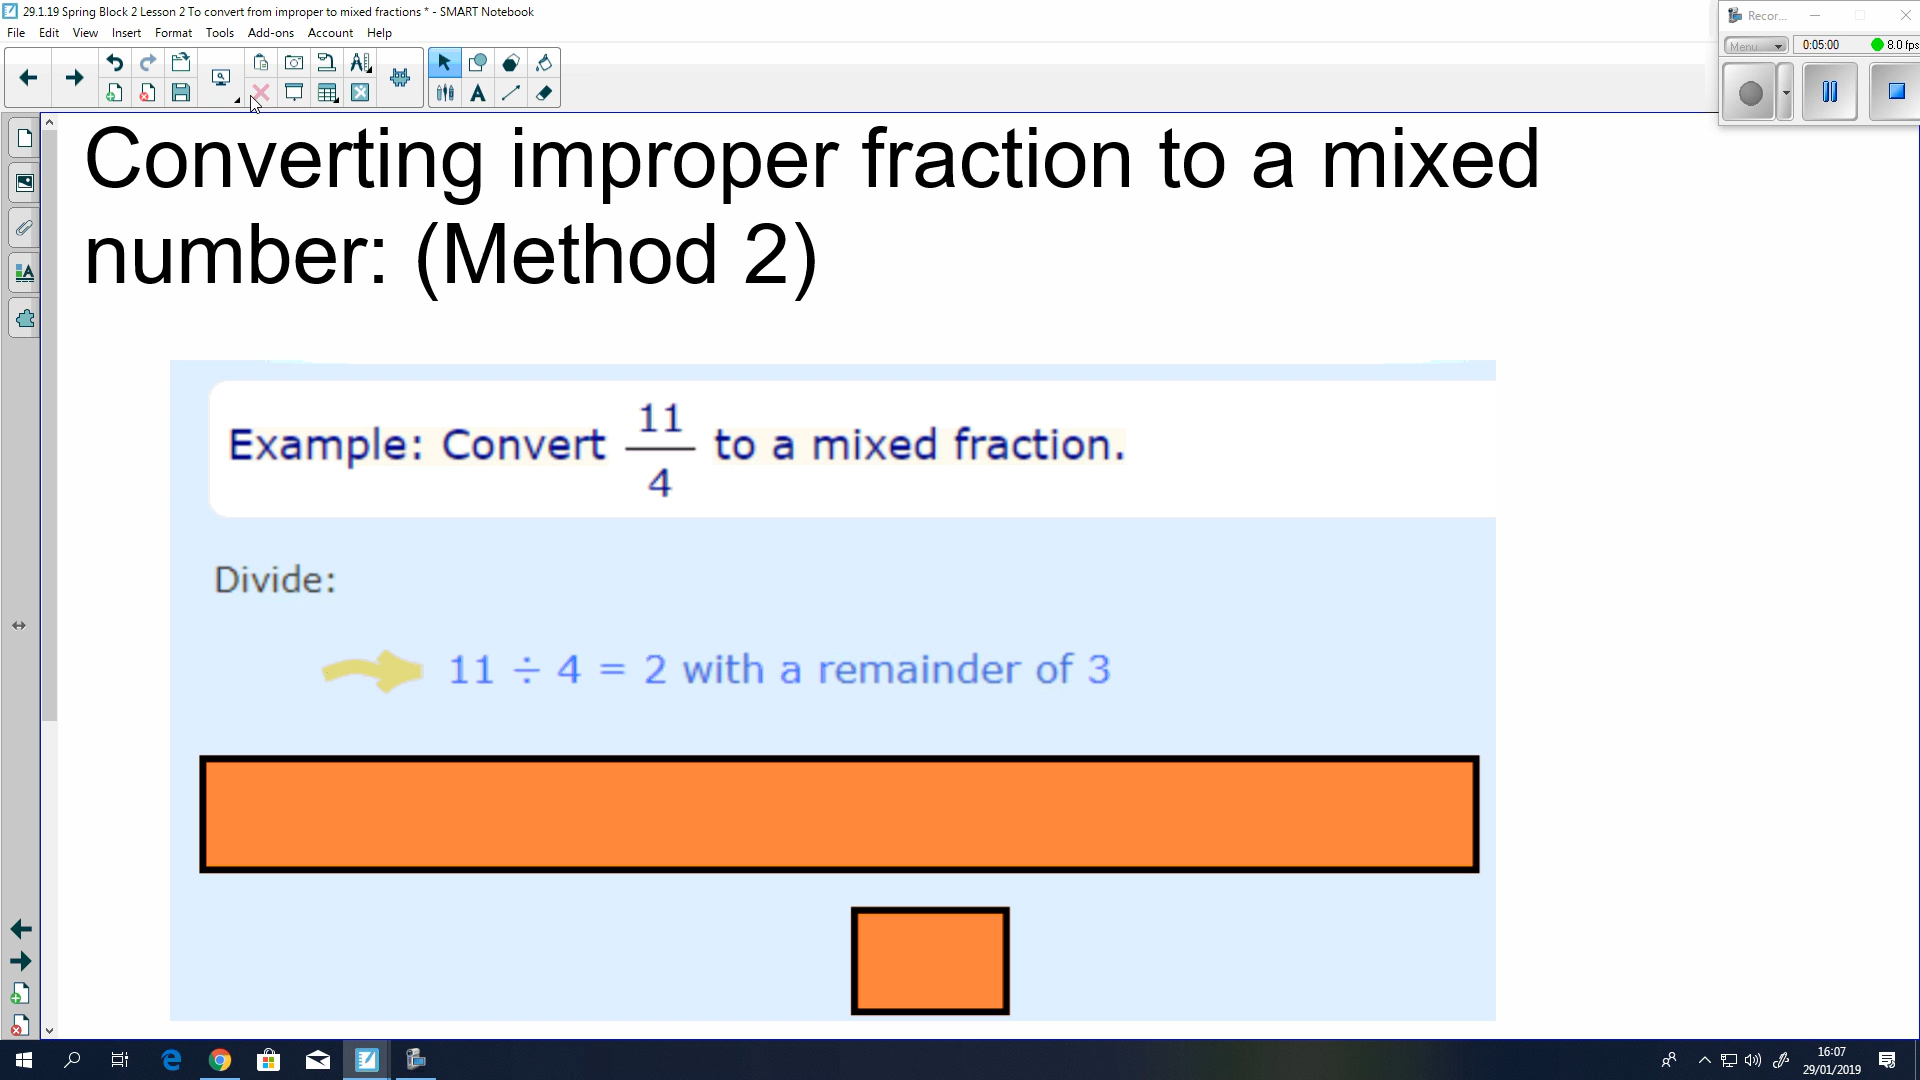 29.1.19 Spring Block 2 Lesson 2 To convert from improper to mixed fractions * - SMART Notebook
Recor...
File Edit View Insert Format Tools Add-ons Account Help
Menu 0:05:00 8.0 fps
Converting improper fraction to a mixed
number: (Method 2)
Example: Convert 11/4 to a mixed fraction.
Divide:
11 ÷ 4 = 2 with a remainder of 3
16:07
29/01/2019